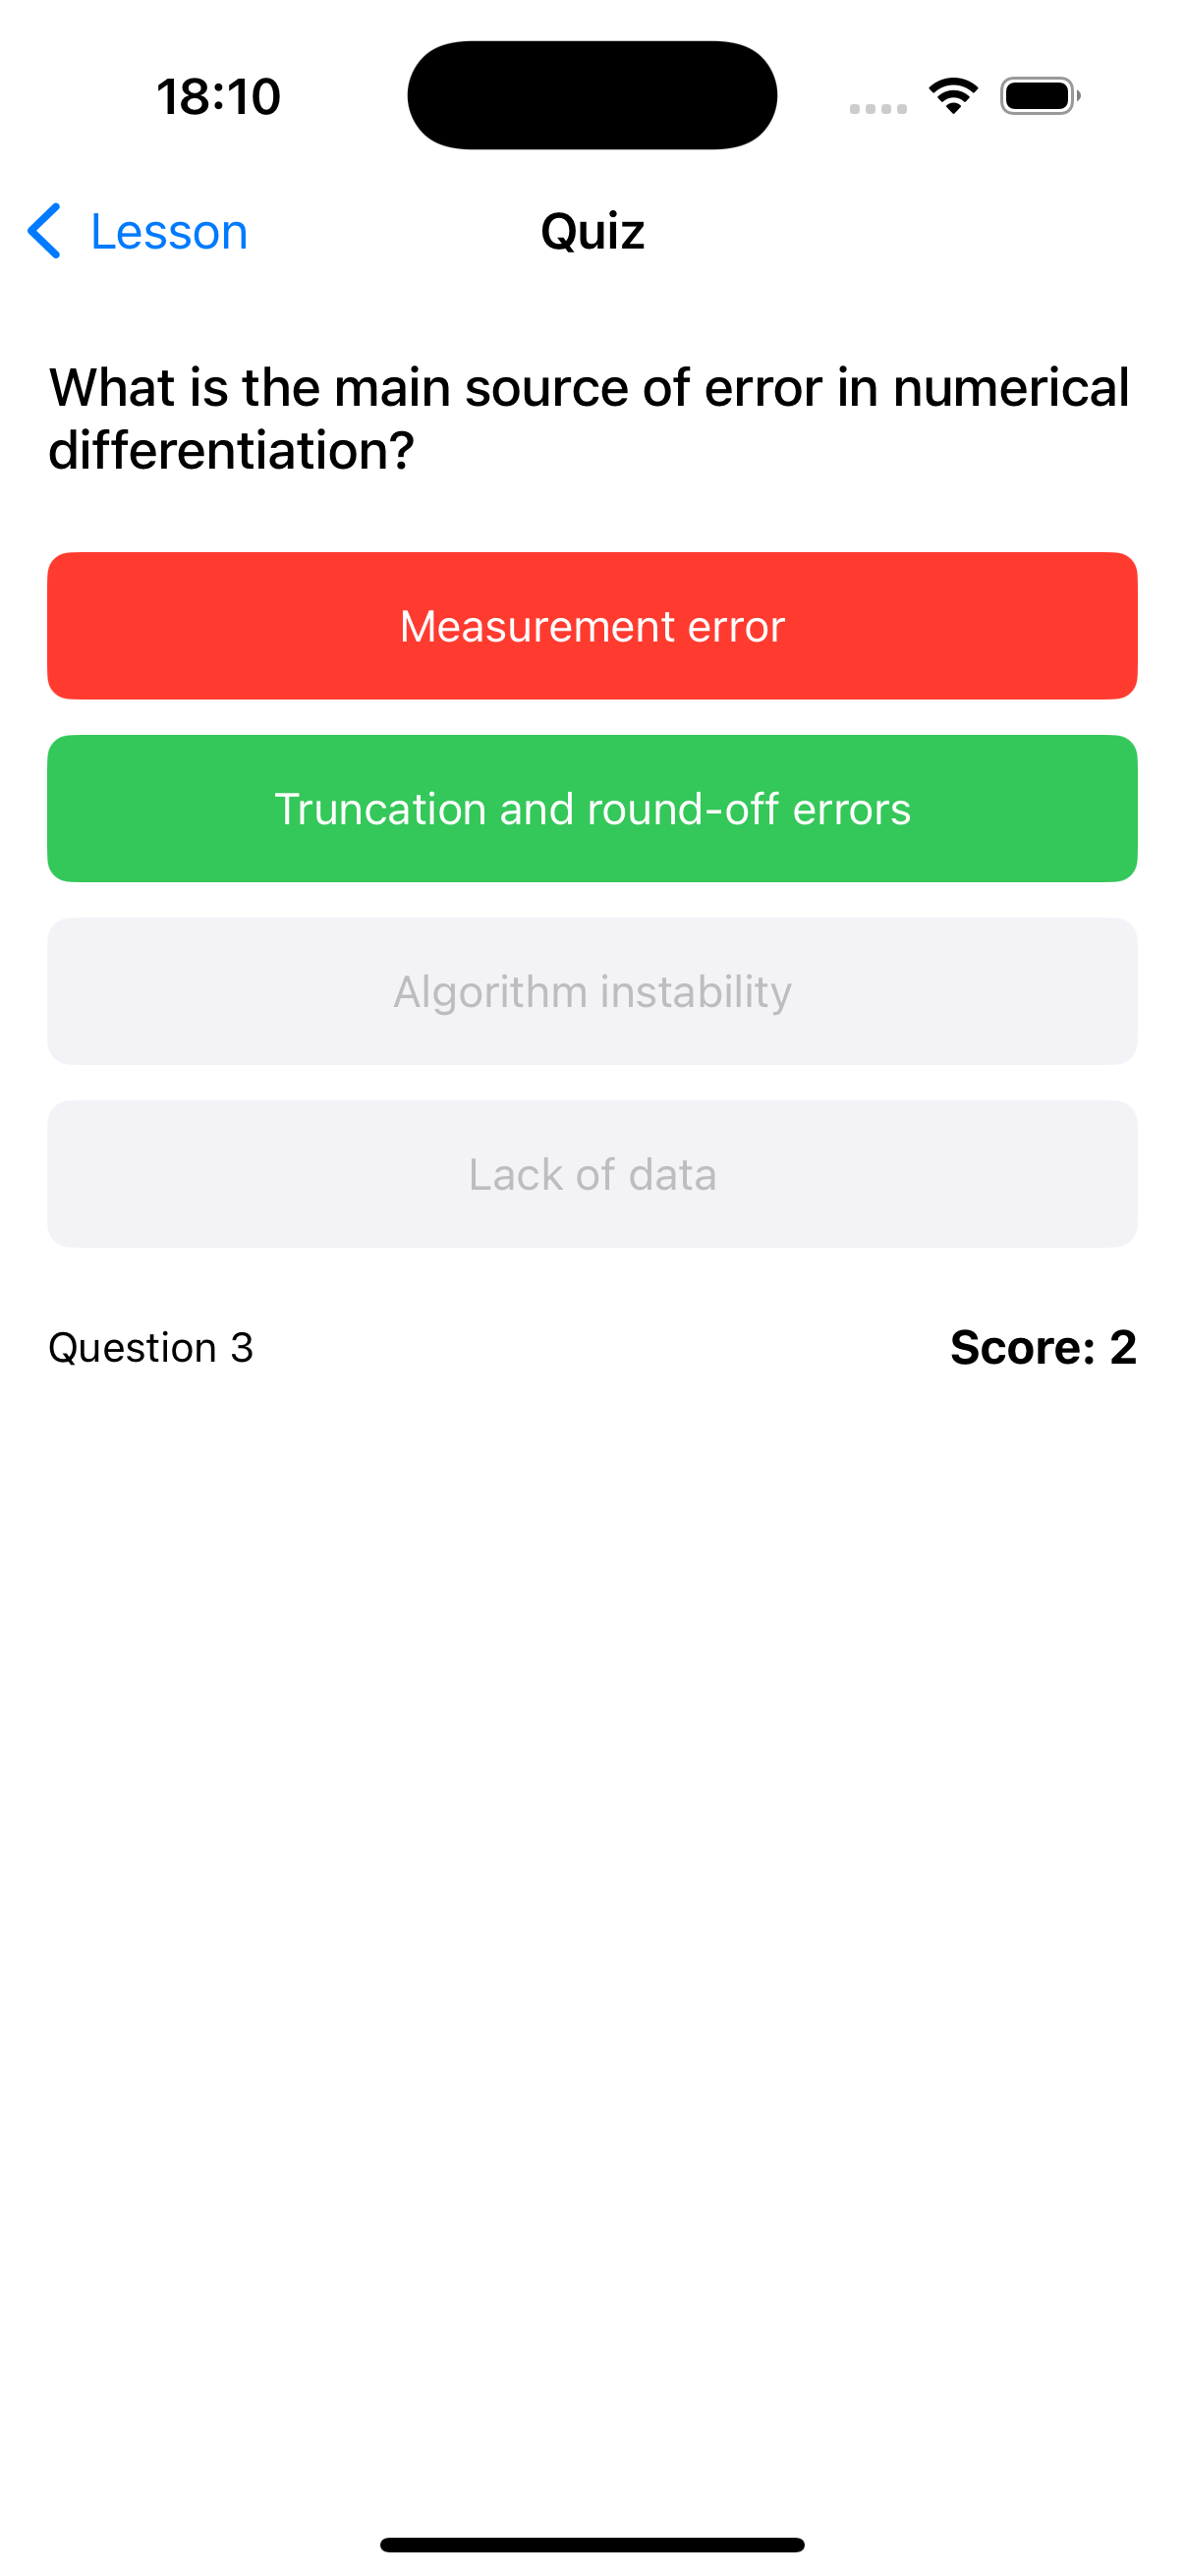 18:10
Lesson
Quiz
What is the main source of error in numerical
differentiation?
Measurement error
Truncation and round-off errors
Algorithm instability
Lack of data
Question 3
Score: 2